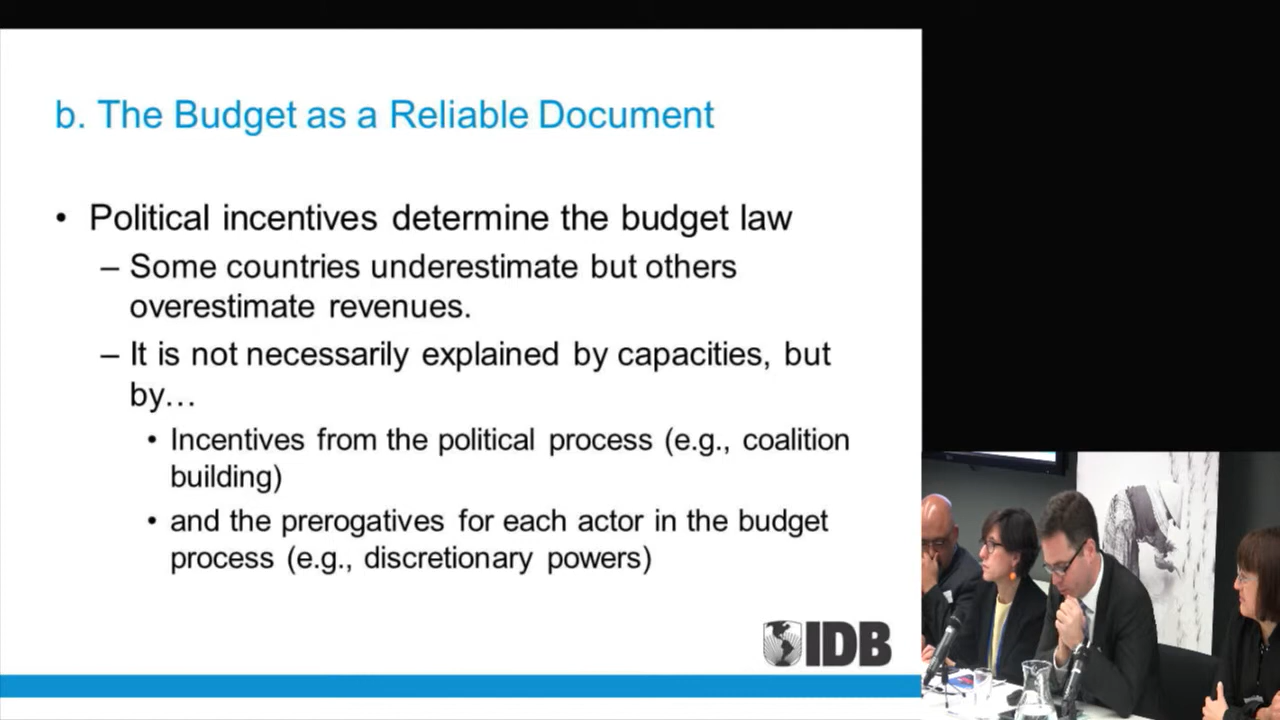 b. The Budget as a Reliable Document
• Political incentives determine the budget law
– Some countries underestimate but others
overestimate revenues.
– It is not necessarily explained by capacities, but
by…
• Incentives from the political process (e.g., coalition
building)
• and the prerogatives for each actor in the budget
process (e.g., discretionary powers)
IDB